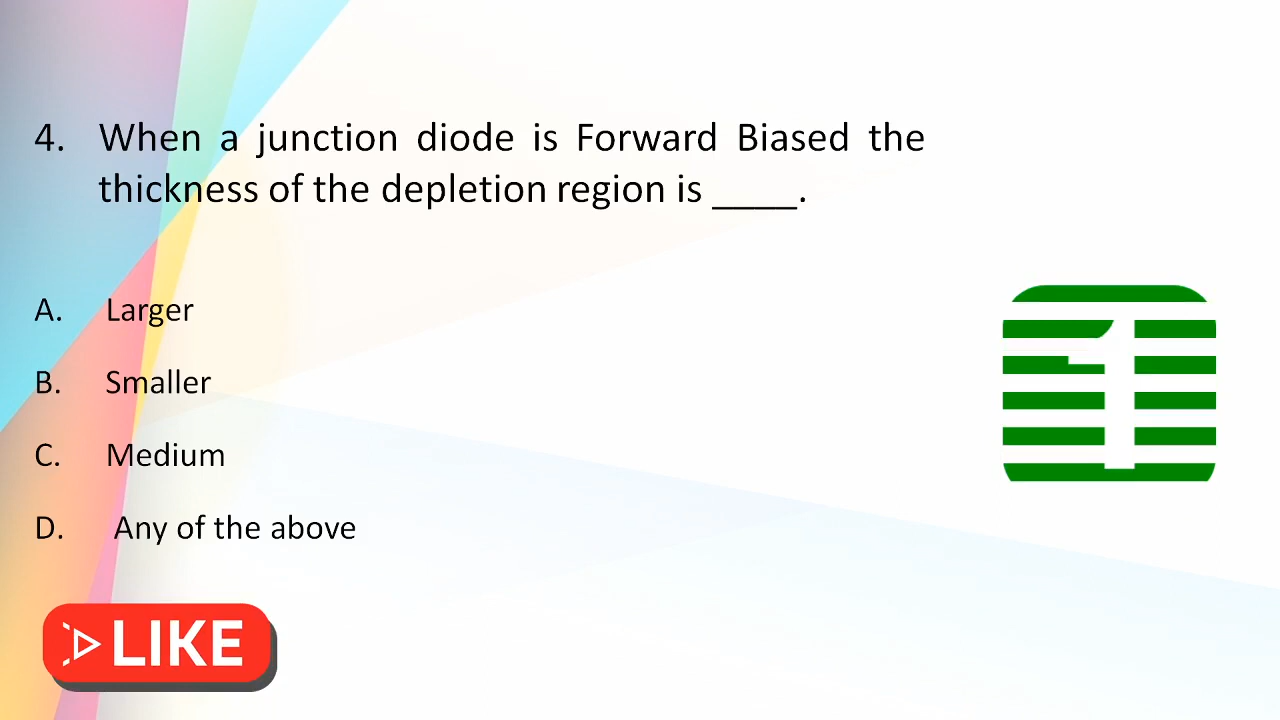 4. When a junction diode is Forward Biased the
thickness of the depletion region is ____.
A. Larger
B. Smaller
C. Medium
D. Any of the above
1
LIKE